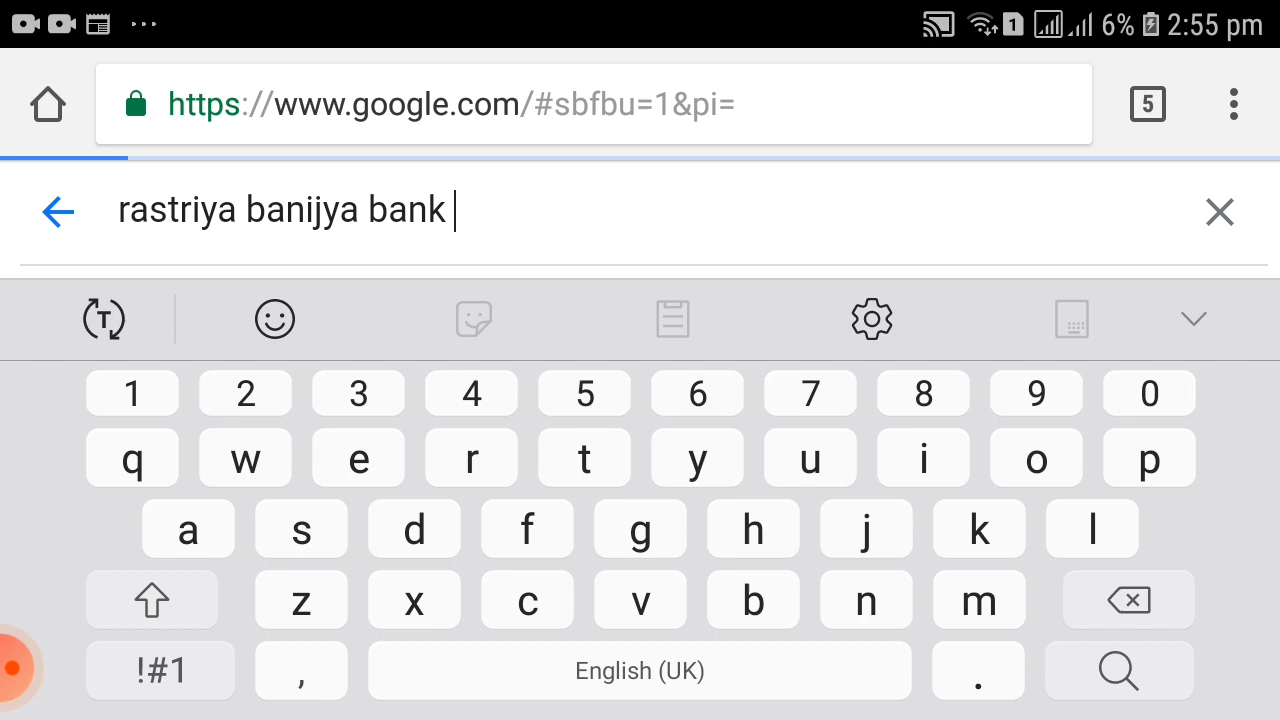 1 6% 2:55 pm
https://www.google.com/#sbfbu=1&pi=
5
rastriya banijya bank
T
1 2 3 4 5 6 7 8 9 0
q w e r t y u i o p
a s d f g h j k l
z x c v b n m
!#1 , English (UK) .